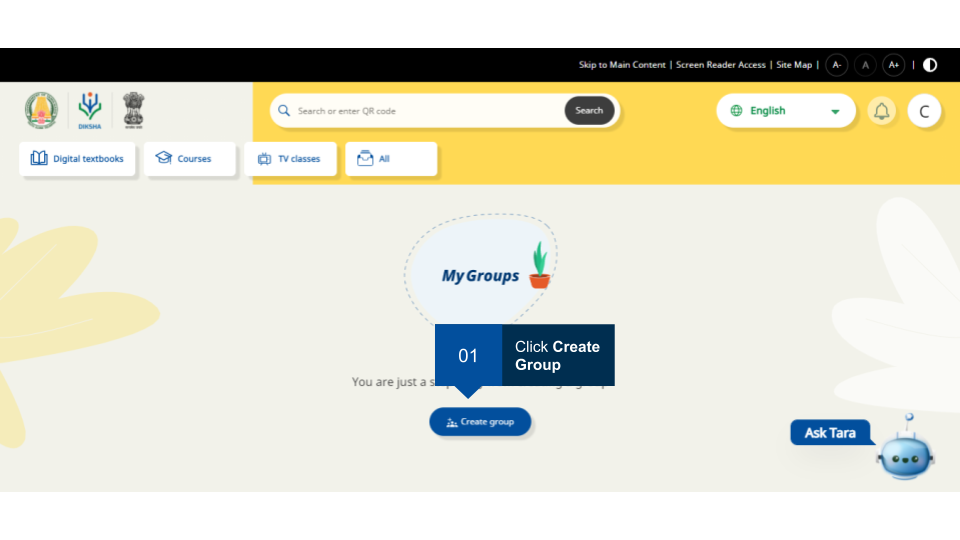 Skip to Main Content | Screen Reader Access | Site Map | A- A A+ |
DIKSHA
Search or enter QR code
Search
English
C
Digital textbooks
Courses
TV classes
All
My Groups
01
Click Create
Group
You are just a
Create group
Ask Tara